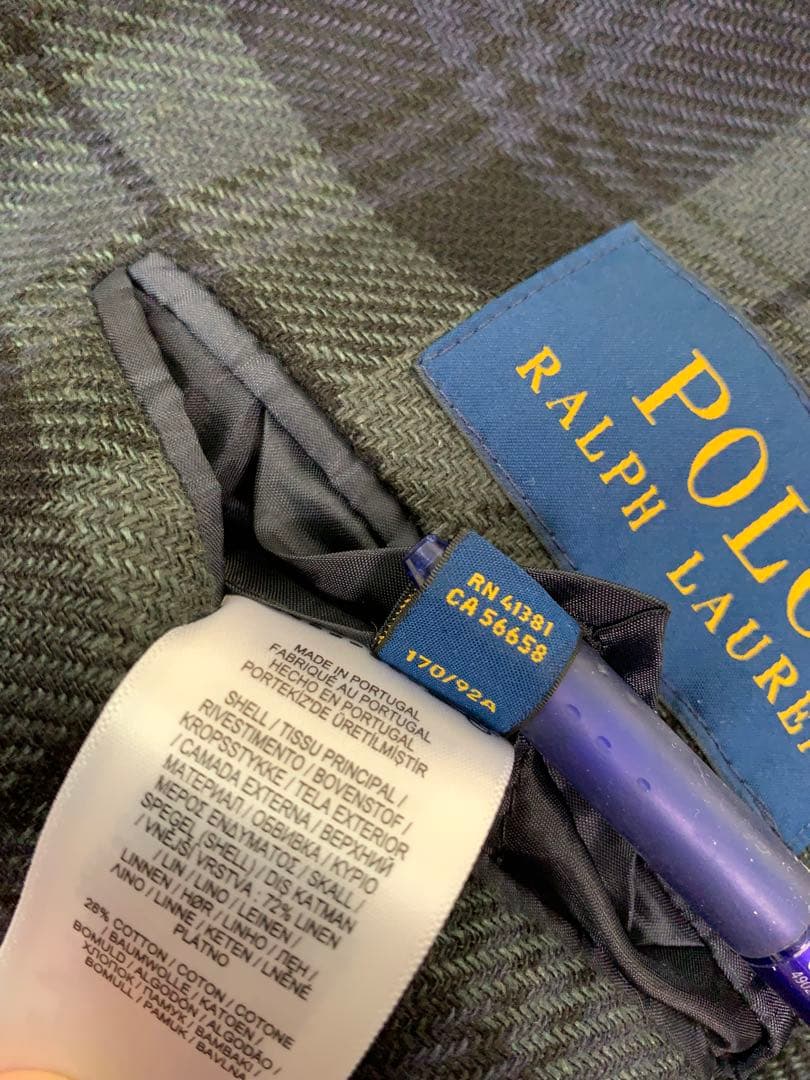 POLO
RALPH LAUREN
RN 41381
CA 56658
170/92A
MADE IN PORTUGAL
FABRIQUÉ AU PORTUGAL
HECHO EN PORTUGAL
PORTEKİZ'DE ÜRETİLMİŞTİR
SHELL / TISSU PRINCIPAL /
RIVESTIMENTO / BOVENSTOF /
KROPSSTYKKE / TELA EXTERIOR
/ CAMADA EXTERNA / ВЕРХНИЙ
МАТЕРИАЛ / ОБВИВКА / ΚΥΡΙΟ
ΜΕΡΟΣ ΕΝΔΥΜΑΤΟΣ / SKALL /
SPEGEL (SHELL) / DIŞ KATMAN
/ VNĚJŠÍ VRSTVA 72% LINEN
/ LIN / LINO / LEINEN /
LINNEN / HØR / LINHO / ЛЕН /
ΛΙΝΟ / LINNE / KETEN / LNĚNÉ
PLÁTNO
28% COTTON / COTON / COTONE
/ BAUMWOLLE / KATOEN /
BOMULD / ALGODÓN / ALGODÃO /
ХЛОПОК / ПАМУК / ΒΑΜΒΑΚΙ /
BOMULL / PAMUK / BAVLNA